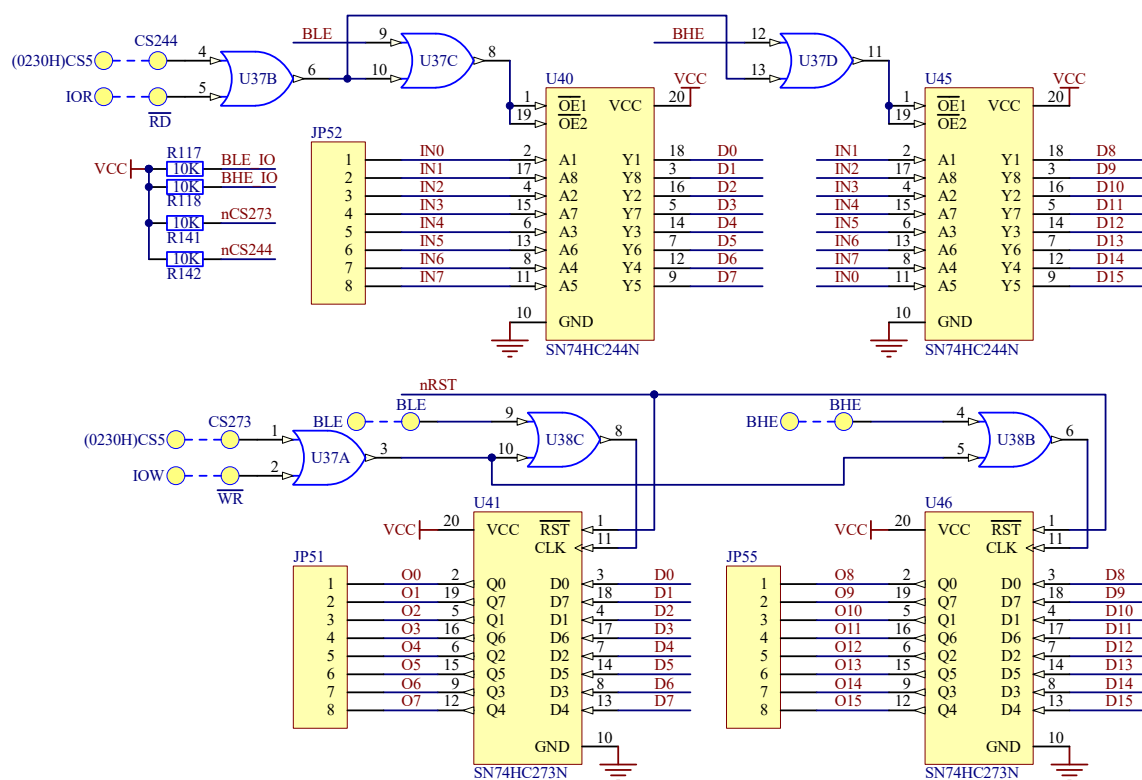 (0230H)CS5 CS244 4 U37B 6
IOR RD 5
BLE 9 U37C 8
10
BHE 12 U37D 11
13
VCC R117 10K BLE_IO
10K BHE_IO
R118
10K nCS273
R141
10K nCS244
R142
JP52
1 IN0
2 IN1
3 IN2
4 IN3
5 IN4
6 IN5
7 IN6
8 IN7
U40
1 OE1 VCC 20 VCC
19 OE2
2 A1 Y1 18 D0
17 A8 Y8 3 D1
4 A2 Y2 16 D2
15 A7 Y7 5 D3
6 A3 Y3 14 D4
13 A6 Y6 7 D5
8 A4 Y4 12 D6
11 A5 Y5 9 D7
10 GND
SN74HC244N
U45
1 OE1 VCC 20 VCC
19 OE2
IN1 2 A1 Y1 18 D8
IN2 17 A8 Y8 3 D9
IN3 4 A2 Y2 16 D10
IN4 15 A7 Y7 5 D11
IN5 6 A3 Y3 14 D12
IN6 13 A6 Y6 7 D13
IN7 8 A4 Y4 12 D14
IN0 11 A5 Y5 9 D15
10 GND
SN74HC244N
nRST
(0230H)CS5 CS273 1 U37A 3
IOW WR 2
BLE BLE 9 U38C 8
10
BHE BHE 4 U38B 6
5
U41
VCC 20 VCC RST 1
CLK 11
JP51
1 O0 2 Q0 D0 3 D0
2 O1 19 Q7 D7 18 D1
3 O2 5 Q1 D1 4 D2
4 O3 16 Q6 D6 17 D3
5 O4 6 Q2 D2 7 D4
6 O5 15 Q5 D5 14 D5
7 O6 9 Q3 D3 8 D6
8 O7 12 Q4 D4 13 D7
GND 10
SN74HC273N
U46
VCC 20 VCC RST 1
CLK 11
JP55
1 O8 2 Q0 D0 3 D8
2 O9 19 Q7 D7 18 D9
3 O10 5 Q1 D1 4 D10
4 O11 16 Q6 D6 17 D11
5 O12 6 Q2 D2 7 D12
6 O13 15 Q5 D5 14 D13
7 O14 9 Q3 D3 8 D14
8 O15 12 Q4 D4 13 D15
GND 10
SN74HC273N